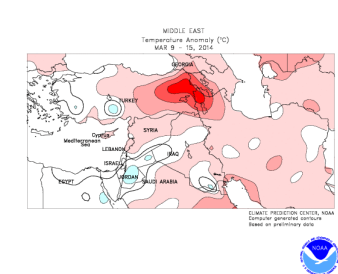 MIDDLE EAST
Temperature Anomaly (°C)
MAR 9 - 15, 2014
GEORGIA
TURKEY
Cyprus
SYRIA
Mediterranean
Sea
LEBANON
IRAQ
ISRAEL
JORDAN
EGYPT
SAUDI ARABIA
CLIMATE PREDICTION CENTER, NOAA
Computer generated contours
Based on preliminary data
NOAA